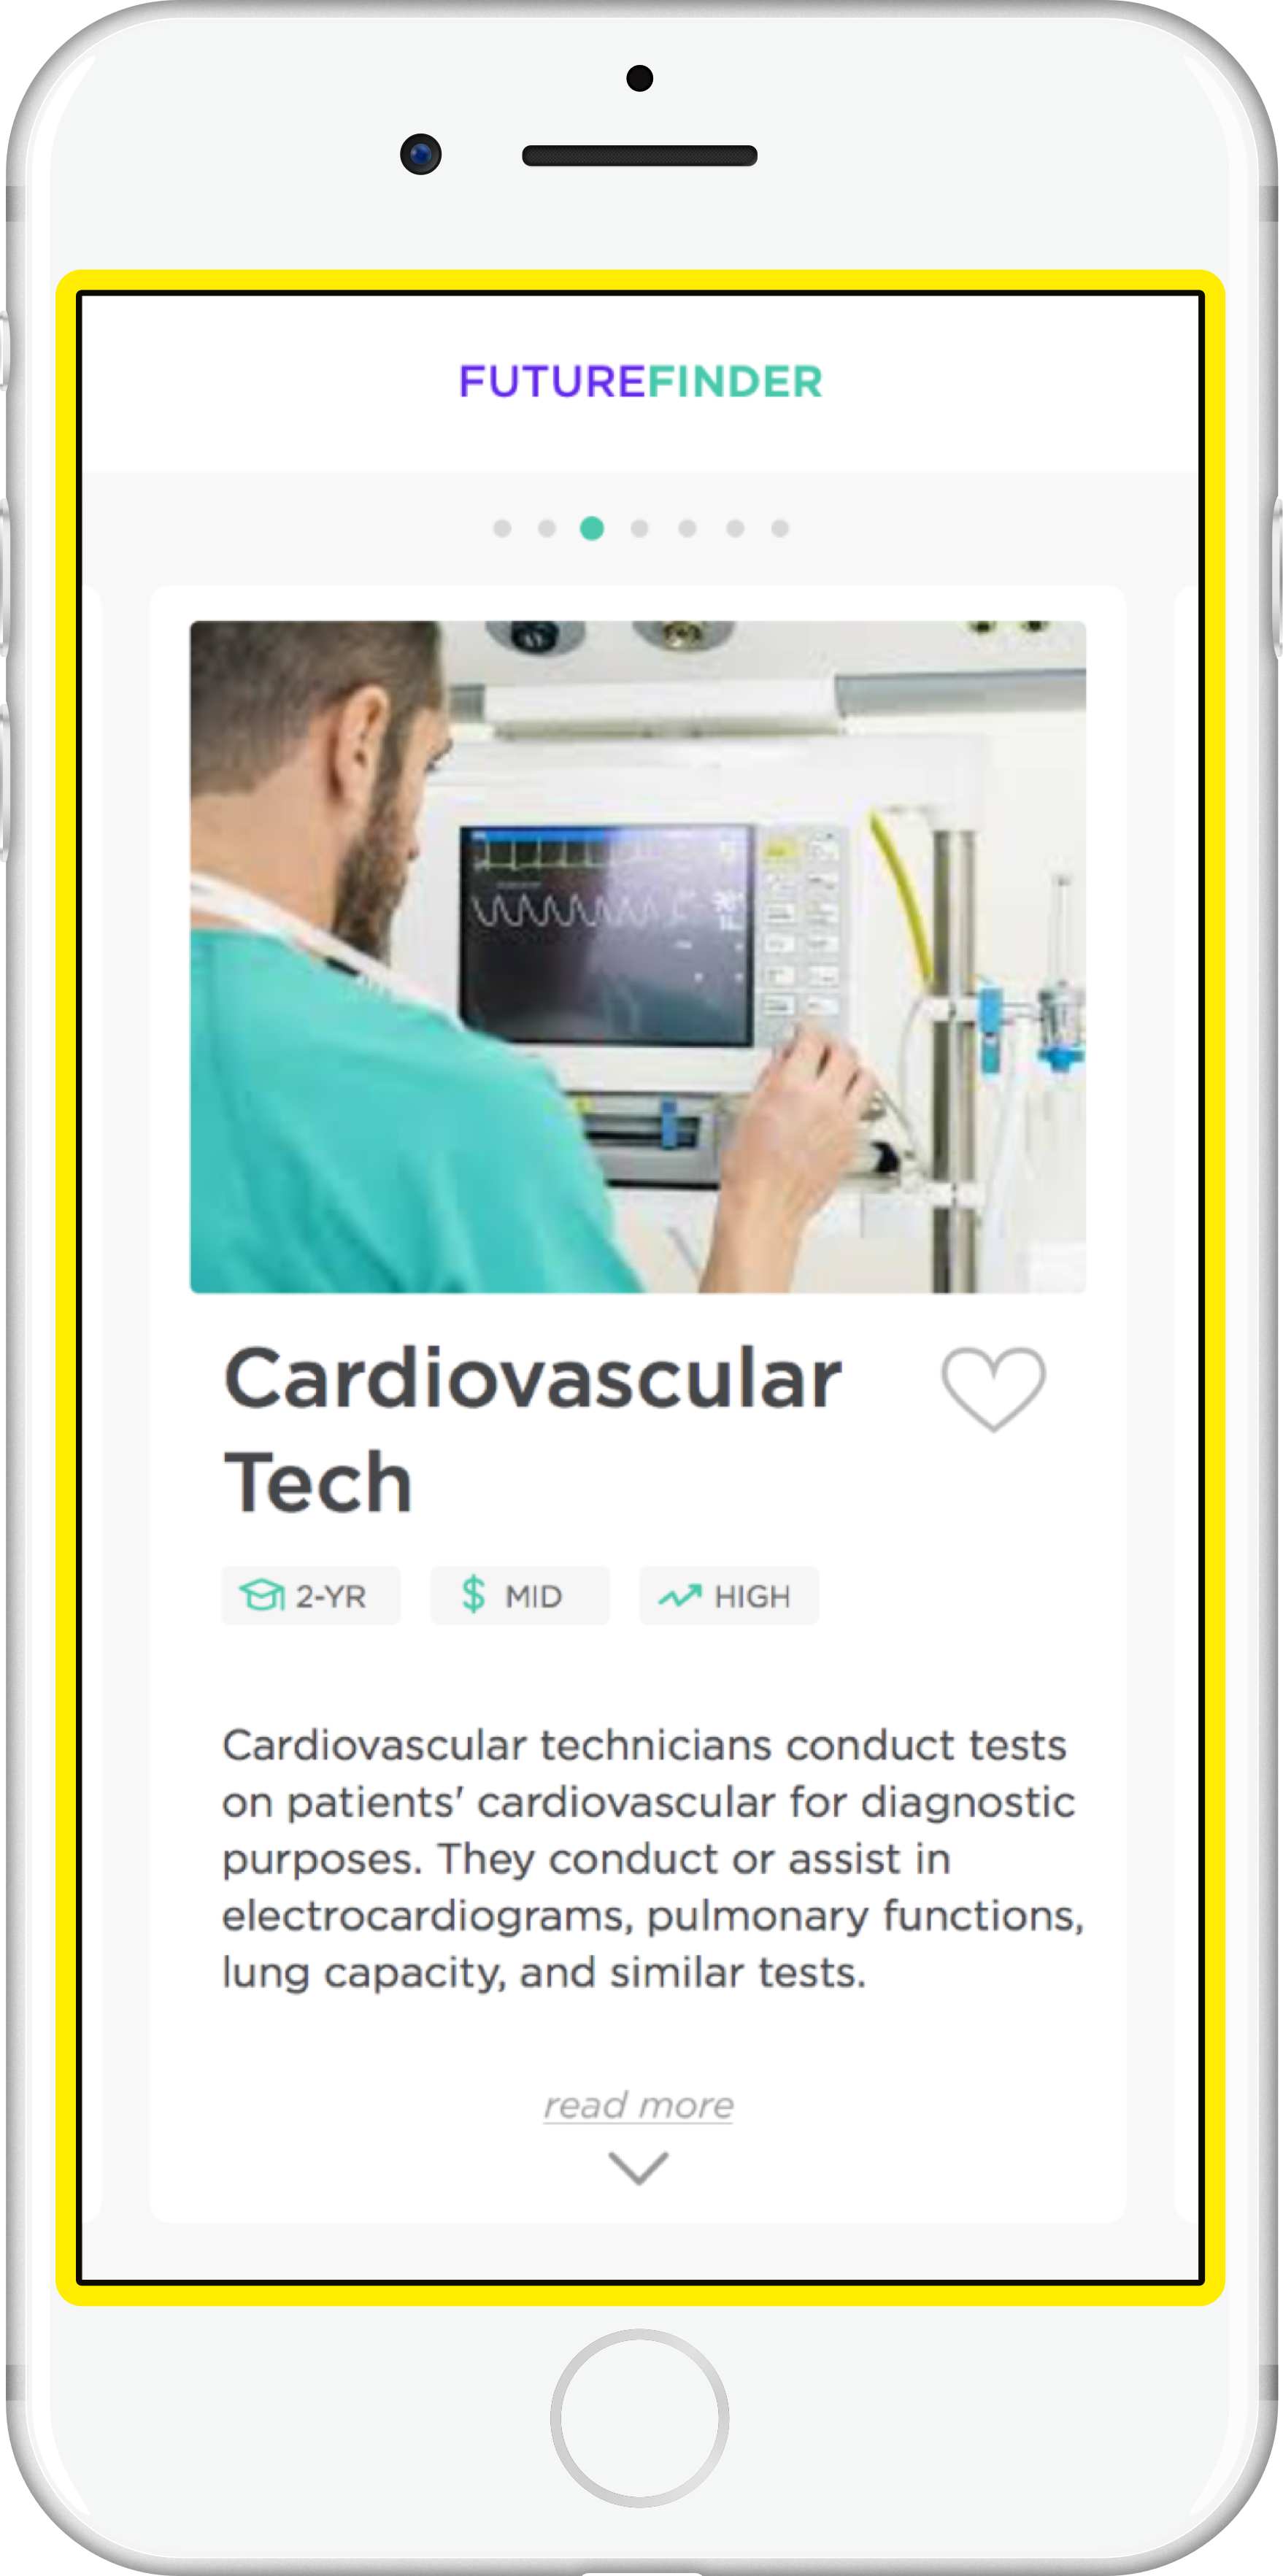 FUTUREFINDER
Cardiovascular
Tech
2-YR $ MID HIGH
Cardiovascular technicians conduct tests
on patients' cardiovascular for diagnostic
purposes. They conduct or assist in
electrocardiograms, pulmonary functions,
lung capacity, and similar tests.
read more